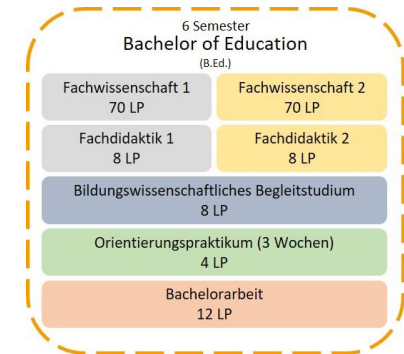 6 Semester
Bachelor of Education
(B.Ed.)
Fachwissenschaft 1
70 LP
Fachwissenschaft 2
70 LP
Fachdidaktik 1
8 LP
Fachdidaktik 2
8 LP
Bildungswissenschaftliches Begleitstudium
8 LP
Orientierungspraktikum (3 Wochen)
4 LP
Bachelorarbeit
12 LP